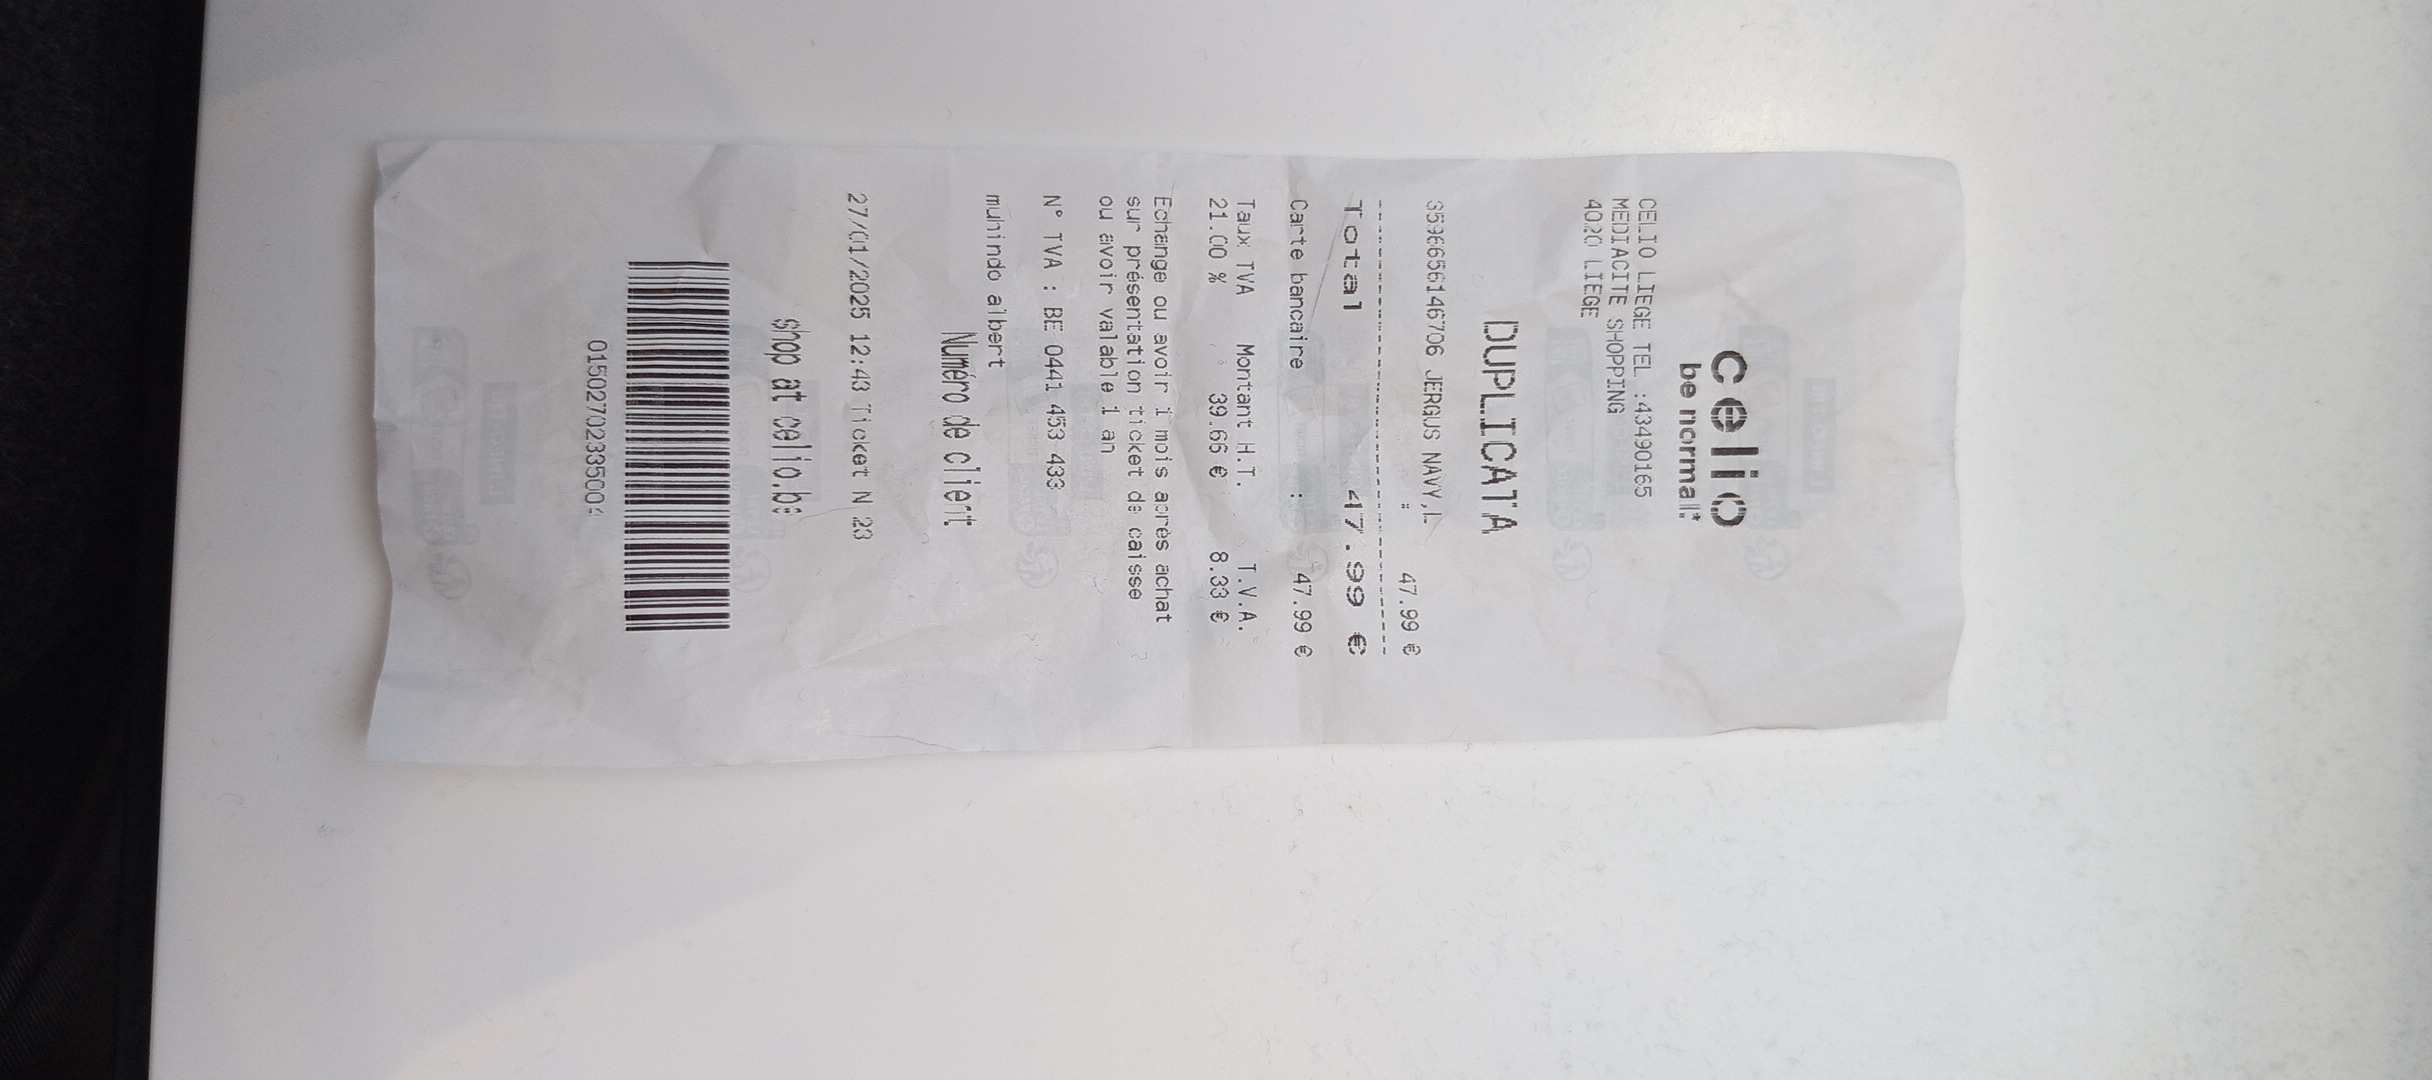 celio
be normal*
CELIO LIEGE TEL :43490165
MEDIACITE SHOPPING
4020 LIEGE
DUPLICATA
3596656146706 JERGUS NAVY,L
: 47.99 €
--------------------------------
Total 47.99 €
Carte bancaire : 47.99 €
Taux TVA Montant H.T. T.V.A.
21.00 % 39.66 € 8.33 €
Echange ou avoir 1 mois après achat
sur présentation ticket de caisse
ou avoir valable 1 an
N° TVA : BE 0441 453 433
muhindo albert
Numéro de client
27/01/2025 12:43 Ticket N 23
shop at celio.be